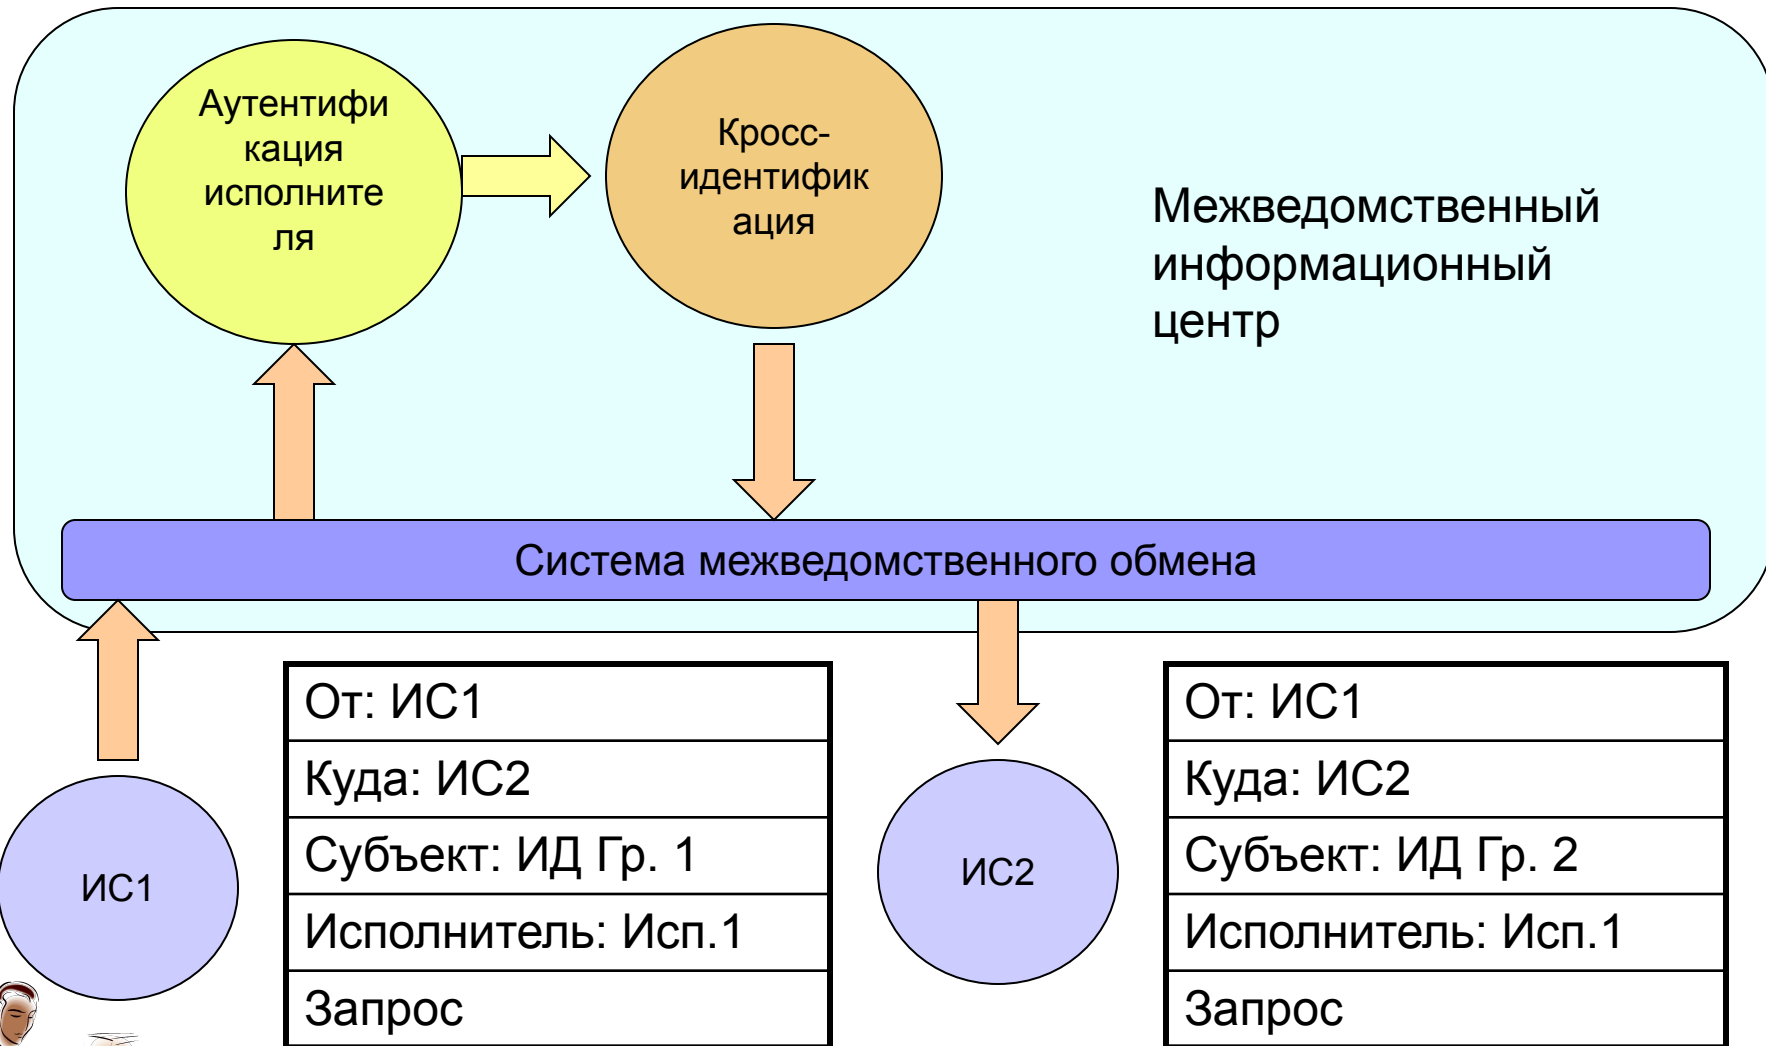 Аутентифи
кация
исполните
ля
Кросс-
идентифик
ация
Межведомственный
информационный
центр
Система межведомственного обмена
ИС1
От: ИС1
Куда: ИС2
Субъект: ИД Гр. 1
Исполнитель: Исп.1
Запрос
ИС2
От: ИС1
Куда: ИС2
Субъект: ИД Гр. 2
Исполнитель: Исп.1
Запрос